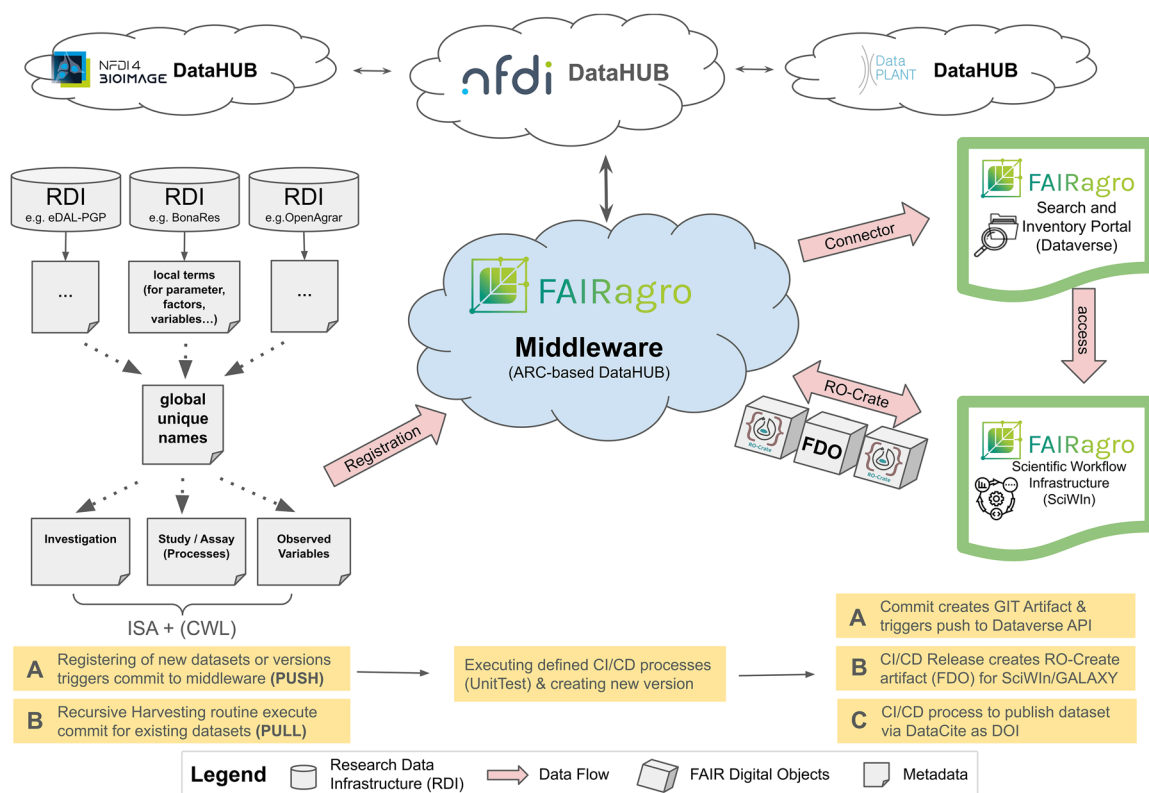 NFDI4
BIOIMAGE
DataHUB
nfdi DataHUB
Data
PLANT
DataHUB
RDI
e.g. eDAL-PGP
RDI
e.g. BonaRes
RDI
e.g.OpenAgrar
...
local terms
(for parameter,
factors,
variables...)
...
global
unique
names
Investigation
Study / Assay
(Processes)
Observed
Variables
ISA + (CWL)
Registration
FAIRagro
Middleware
(ARC-based DataHUB)
Connector
FAIRagro
Search and
Inventory Portal
(Dataverse)
access
RO-Crate
RO-Crate
FDO
RO-Crate
FAIRagro
Scientific Workflow
Infrastructure
(SciWIn)
A Registering of new datasets or versions
triggers commit to middleware (PUSH)
B Recursive Harvesting routine execute
commit for existing datasets (PULL)
Executing defined CI/CD processes
(UnitTest) & creating new version
A Commit creates GIT Artifact &
triggers push to Dataverse API
B CI/CD Release creates RO-Create
artifact (FDO) for SciWIn/GALAXY
C CI/CD process to publish dataset
via DataCite as DOI
Legend
Research Data
Infrastructure (RDI)
Data Flow
FAIR Digital Objects
Metadata